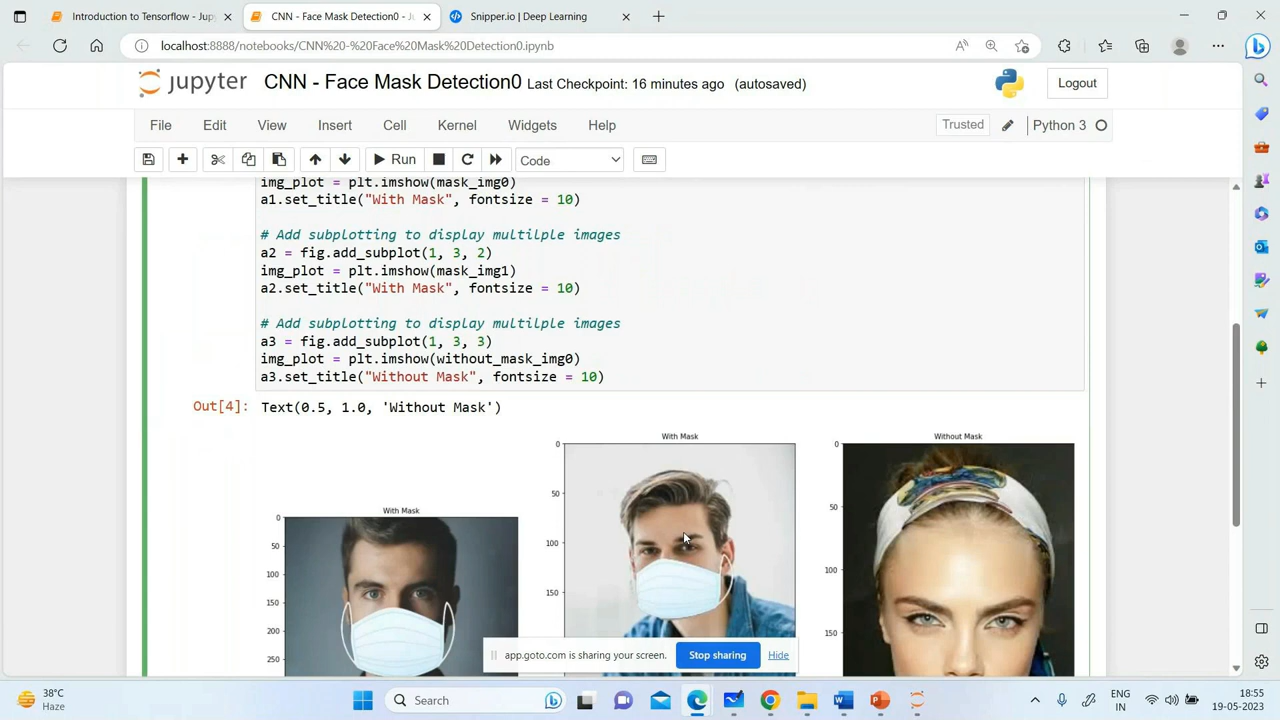 Introduction to Tensorflow - Jupy
CNN - Face Mask Detection0 - J
Snipper.io | Deep Learning
localhost:8888/notebooks/CNN%20-%20Face%20Mask%20Detection0.ipynb
jupyter CNN - Face Mask Detection0 Last Checkpoint: 16 minutes ago (autosaved)
Logout
File Edit View Insert Cell Kernel Widgets Help
Trusted
Python 3
Run
Code
img_plot = plt.imshow(mask_img0)
a1.set_title("With Mask", fontsize = 10)
# Add subplotting to display multilple images
a2 = fig.add_subplot(1, 3, 2)
img_plot = plt.imshow(mask_img1)
a2.set_title("With Mask", fontsize = 10)
# Add subplotting to display multilple images
a3 = fig.add_subplot(1, 3, 3)
img_plot = plt.imshow(without_mask_img0)
a3.set_title("Without Mask", fontsize = 10)
Out[4]: Text(0.5, 1.0, 'Without Mask')
With Mask
0
50
100
150
200
250
With Mask
0
50
100
150
Without Mask
0
50
100
150
app.goto.com is sharing your screen.
Stop sharing
Hide
38°C
Haze
Search
ENG
IN
18:55
19-05-2023